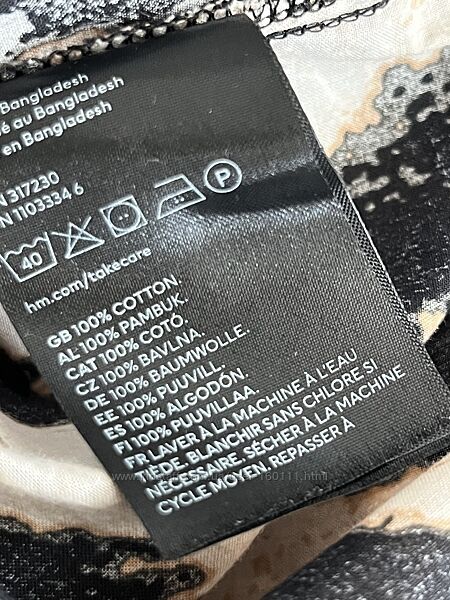 Bangladesh
é au Bangladesh
en Bangladesh
N 317230
N 1103334 6
40
P
hm.com/takecare
GB 100% COTTON.
AL 100% PAMBUK.
CAT 100% COTÓ.
CZ 100% BAVLNA.
DE 100% BAUMWOLLE.
EE 100% PUUVILL.
ES 100% ALGODÓN.
FI 100% PUUVILLAA.
FR LAVER À LA MACHINE À L'EAU
TIÈDE. BLANCHIR SANS CHLORE SI
NÉCESSAIRE. SÉCHER À LA MACHINE
CYCLE MOYEN. REPASSER À